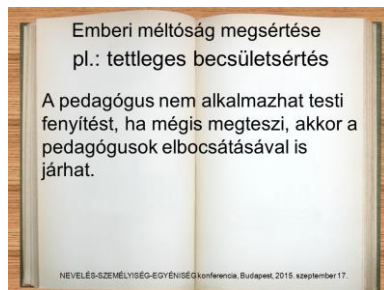 Emberi méltóság megsértése
pl.: tettleges becsületsértés
A pedagógus nem alkalmazhat testi
fenyítést, ha mégis megteszi, akkor a
pedagógusok elbocsátásával is
járhat.
NEVELÉS-SZEMÉLYISÉG-EGYÉNISÉG konferencia, Budapest, 2015. szeptember 17.